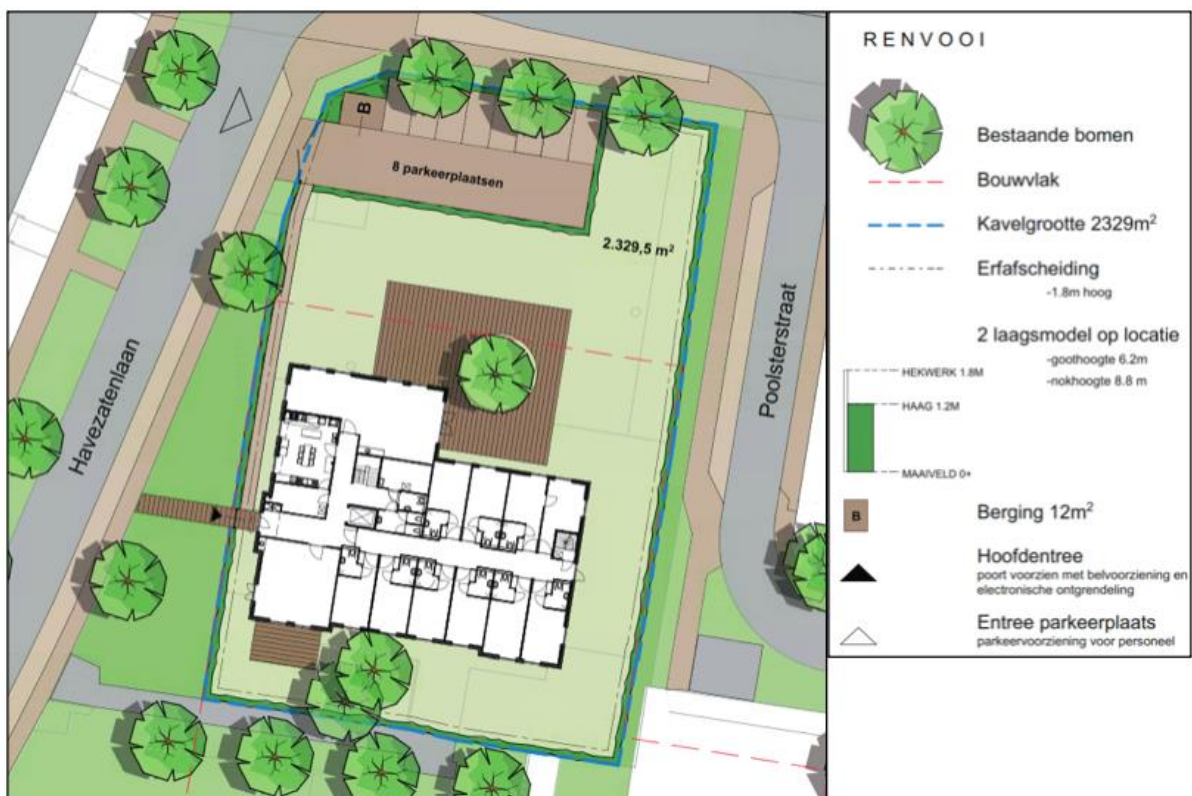 B
8 parkeerplaatsen
2.329,5 m²
Havezatenlaan
Poolsterstraat
RENVOOI
Bestaande bomen
Bouwvlak
Kavelgrootte 2329m²
Erfafscheiding
-1.8m hoog
2 laagsmodel op locatie
-goothoogte 6.2m
-nokhoogte 8.8 m
HEKWERK 1.8M
HAAG 1.2M
MAAIVELD 0+
B
Berging 12m²
Hoofdentree
poort voorzien met belvoorziening en
electronische ontgrendeling
Entree parkeerplaats
parkeervoorziening voor personeel